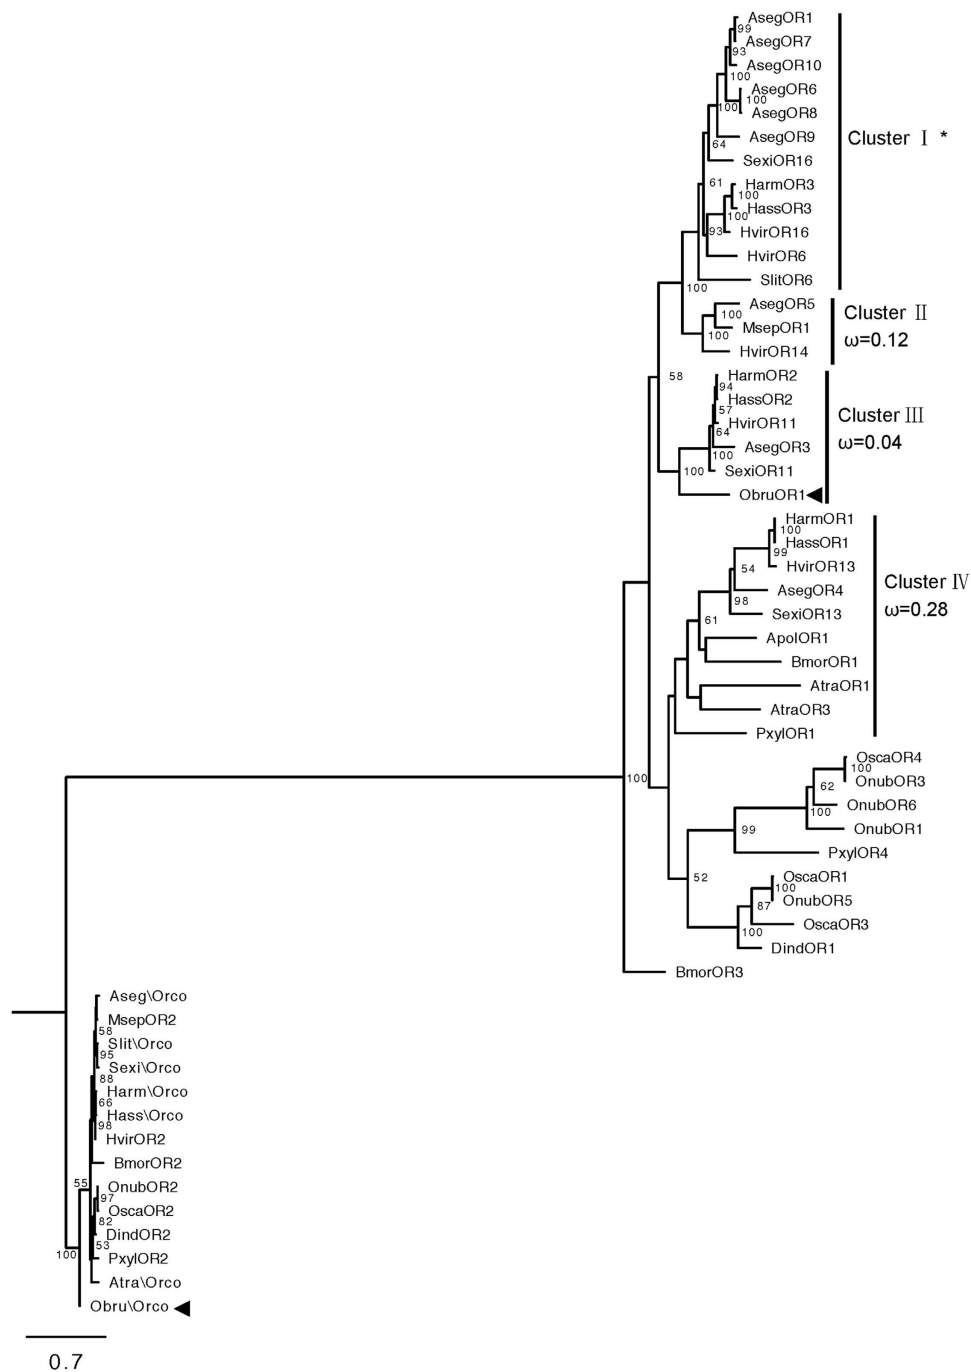 AsegOR1
99
AsegOR7
93
AsegOR10
100
AsegOR6
100
100
AsegOR8
AsegOR9
64
Cluster Ⅰ *
SexiOR16
61
HarmOR3
100
HassOR3
100
HvirOR16
93
HvirOR6
SlitOR6
100
AsegOR5
100
MsepOR1
100
HvirOR14
Cluster Ⅱ
ω=0.12
58
HarmOR2
94
HassOR2
57
HvirOR11
64
AsegOR3
100
SexiOR11
100
ObruOR1
Cluster Ⅲ
ω=0.04
HarmOR1
100
HassOR1
99
HvirOR13
54
AsegOR4
98
SexiOR13
61
ApolOR1
BmorOR1
AtraOR1
AtraOR3
PxylOR1
Cluster Ⅳ
ω=0.28
OscaOR4
100
OnubOR3
62
OnubOR6
100
OnubOR1
99
PxylOR4
100
52
OscaOR1
100
OnubOR5
87
OscaOR3
100
DindOR1
BmorOR3
Aseg\Orco
MsepOR2
58
Slit\Orco
95
Sexi\Orco
88
Harm\Orco
66
Hass\Orco
98
HvirOR2
BmorOR2
55
OnubOR2
97
OscaOR2
82
DindOR2
53
PxylOR2
100
Atra\Orco
Obru\Orco
0.7